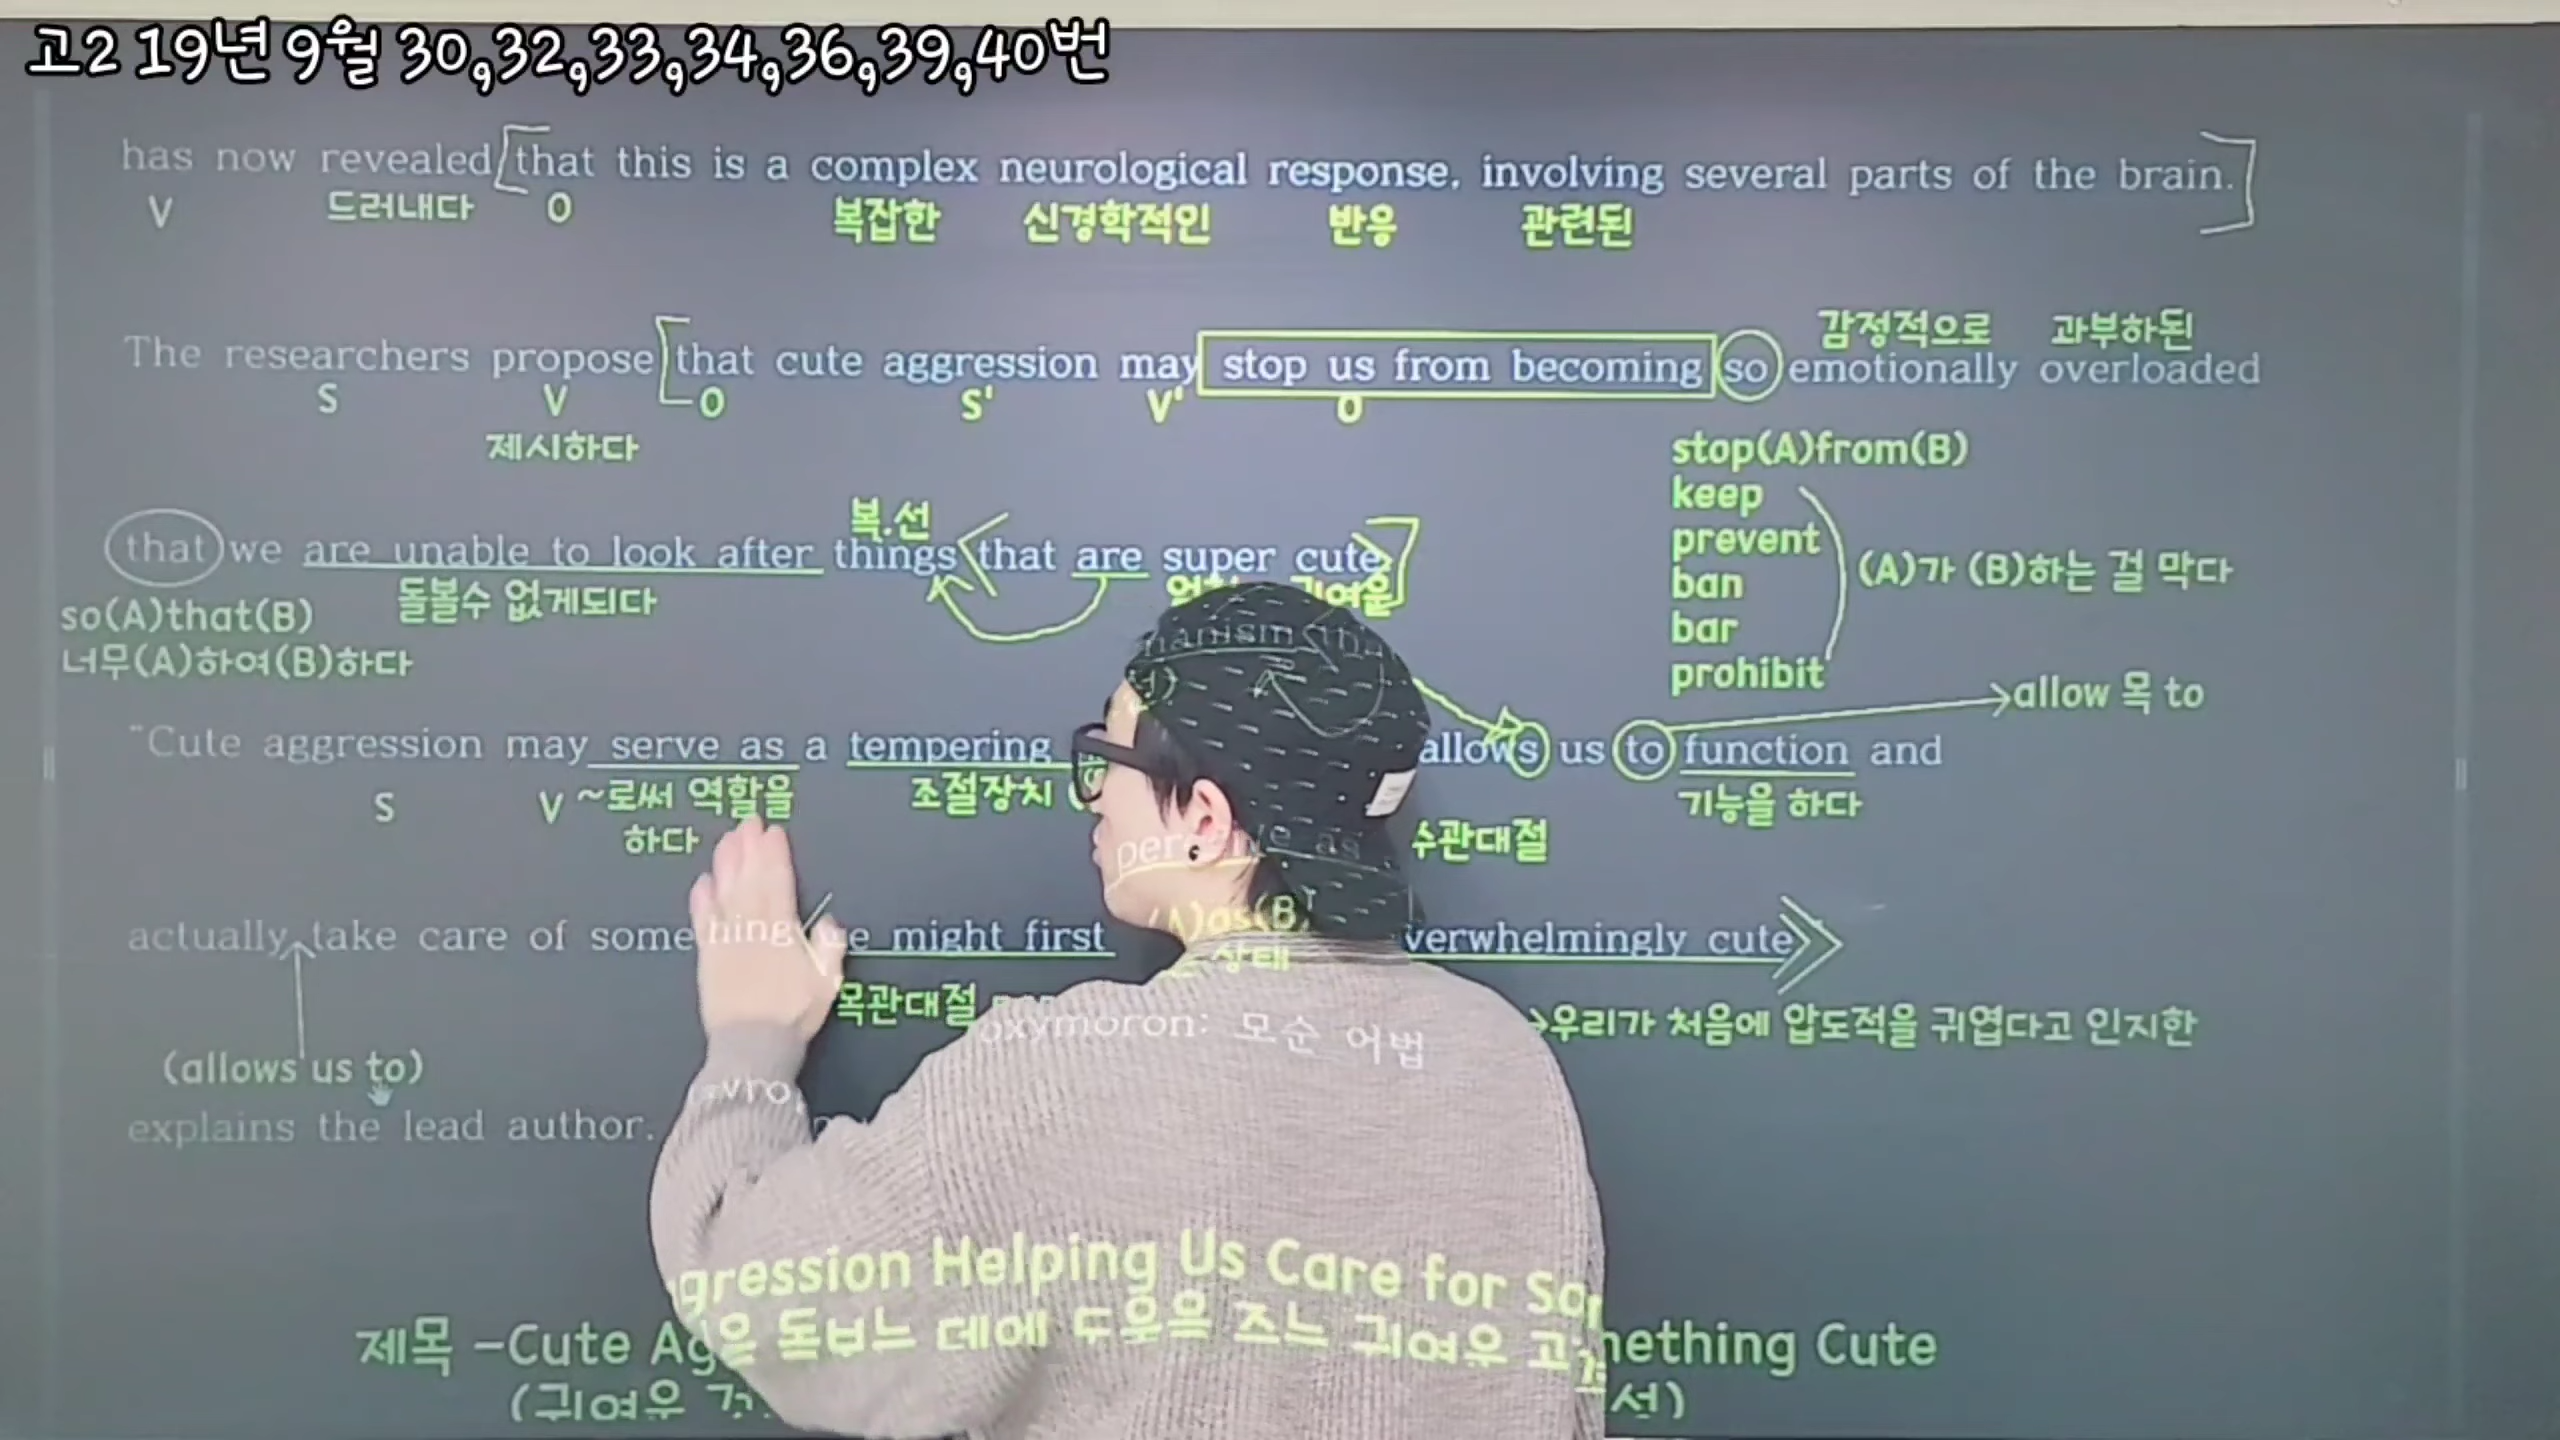 고2 19년 9월 30,32,33,34,36,39,40번
has now revealed that this is a complex neurological response, involving several parts of the brain.
V 드러내다 O 복잡한 신경학적인 반응 관련된
감정적으로 과부하된
The researchers propose that cute aggression may stop us from becoming so emotionally overloaded
S V O S' V' O
제시하다
stop(A)from(B)
keep
prevent
ban
bar
prohibit
(A)가 (B)하는 걸 막다
복.선
that we are unable to look after things that are super cute.
돌볼수 없게되다
so(A)that(B)
너무(A)하여(B)하다
allow 목 to
"Cute aggression may serve as a tempering allows us to function and
S V ~로써 역할을 조절장치 기능을 하다
하다 수관대절
actually take care of something we might first overwhelmingly cute
(A)as(B)
상태
목관대절
→우리가 처음에 압도적을 귀엽다고 인지한
oxymoron: 모순 어법
(allows us to)
explains the lead author.
gression Helping Us Care for So
제목 -Cute Ag mething Cute